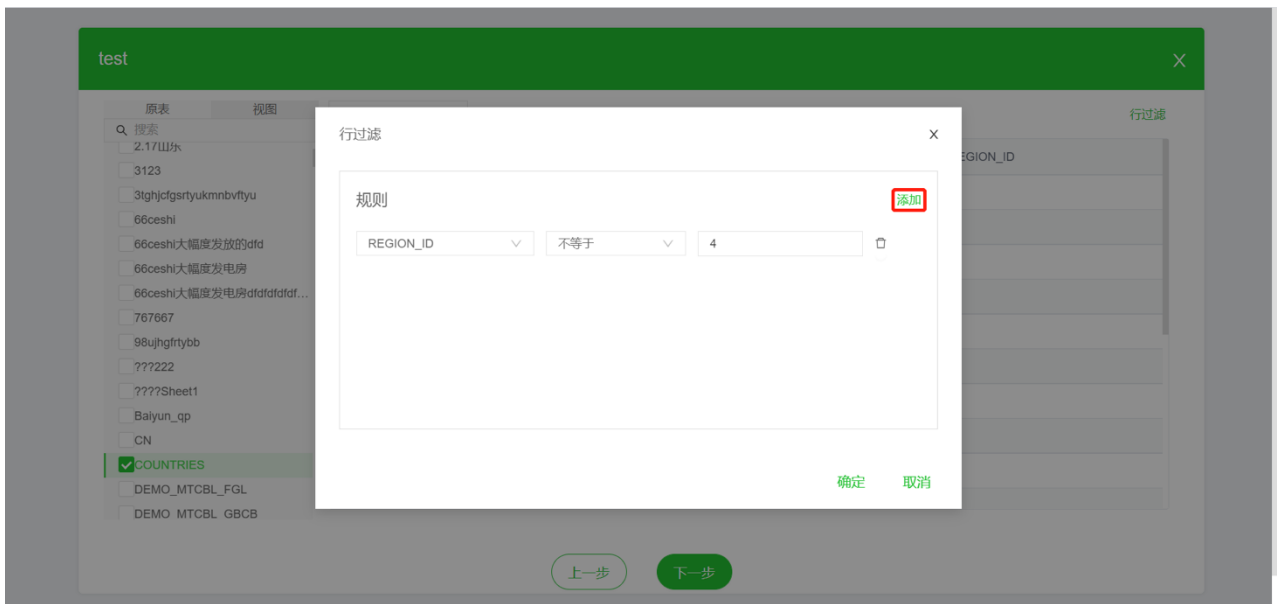 test
X
原表 视图
行过滤
搜索
2.17山东
3123
3tghjcfgsrtyukmnbvftyu
66ceshi
66ceshi大幅度发放的dfd
66ceshi大幅度发电房
66ceshi大幅度发电房dfdfdfdfdf...
767667
98ujhgfrtybb
???222
????Sheet1
Baiyun_qp
CN
COUNTRIES
DEMO_MTCBL_FGL
DEMO_MTCBL_GBCB
EGION_ID
行过滤
x
规则
添加
REGION_ID 不等于 4
确定 取消
上一步 下一步